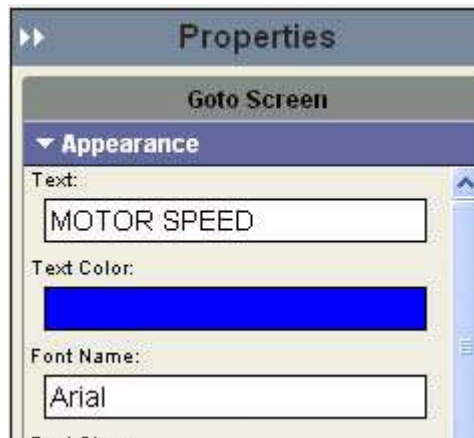 Properties
Goto Screen
Appearance
Text:
MOTOR SPEED
Text Color:
Font Name:
Arial